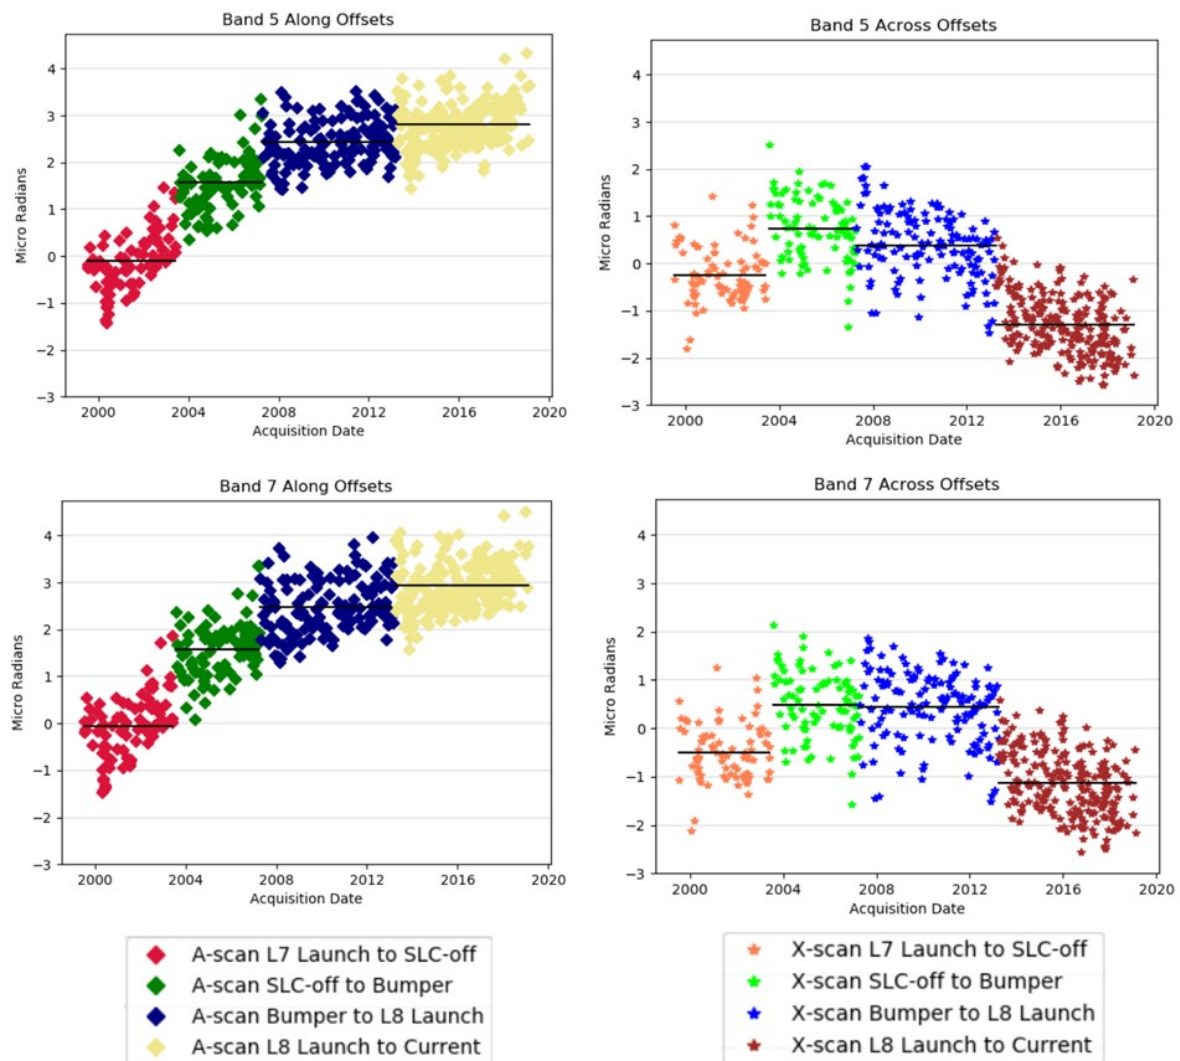 Band 5 Along Offsets
Micro Radians
4
3
2
1
0
−1
−2
−3
2000 2004 2008 2012 2016 2020
Acquisition Date
Band 5 Across Offsets
Micro Radians
4
3
2
1
0
−1
−2
−3
2000 2004 2008 2012 2016 2020
Acquisition Date
Band 7 Along Offsets
Micro Radians
4
3
2
1
0
−1
−2
−3
2000 2004 2008 2012 2016 2020
Acquisition Date
Band 7 Across Offsets
Micro Radians
4
3
2
1
0
−1
−2
−3
2000 2004 2008 2012 2016 2020
Acquisition Date
A-scan L7 Launch to SLC-off
A-scan SLC-off to Bumper
A-scan Bumper to L8 Launch
A-scan L8 Launch to Current
X-scan L7 Launch to SLC-off
X-scan SLC-off to Bumper
X-scan Bumper to L8 Launch
X-scan L8 Launch to Current